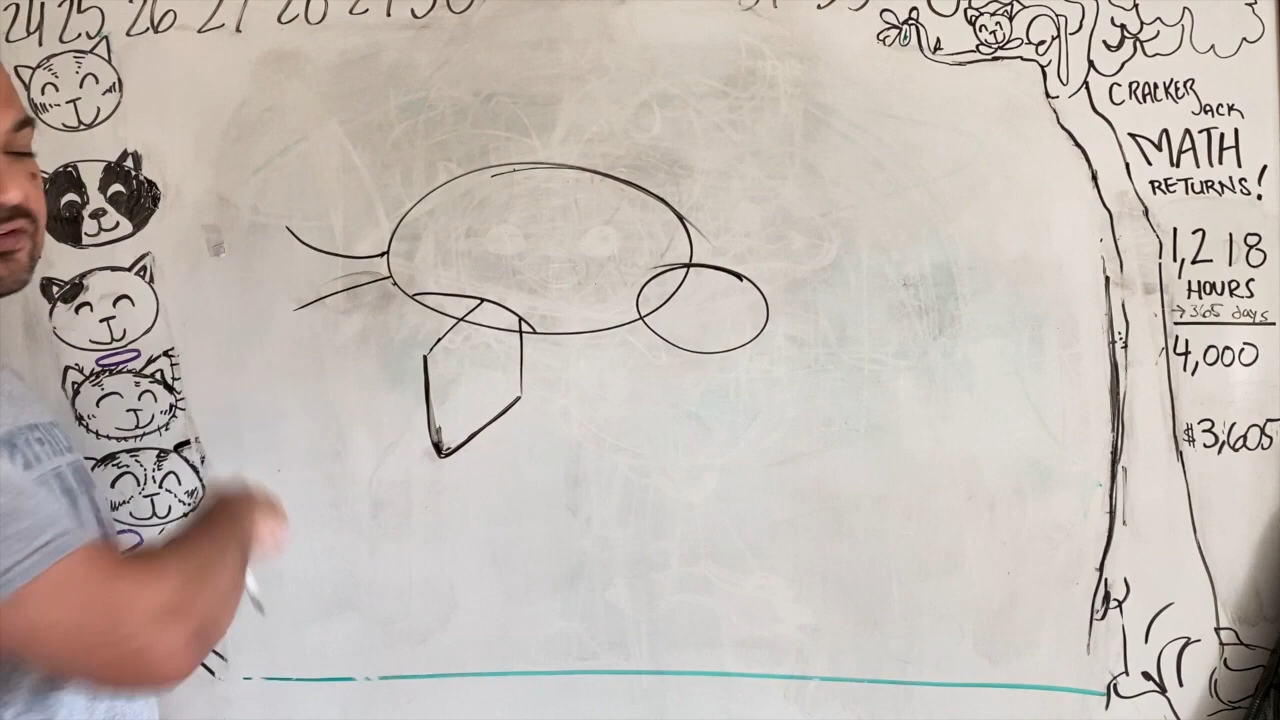 24 25 26 27 28 29 30
CRACKER
JACK
MATH
RETURNS!
1,218
HOURS
→365 days
4,000
$3,605